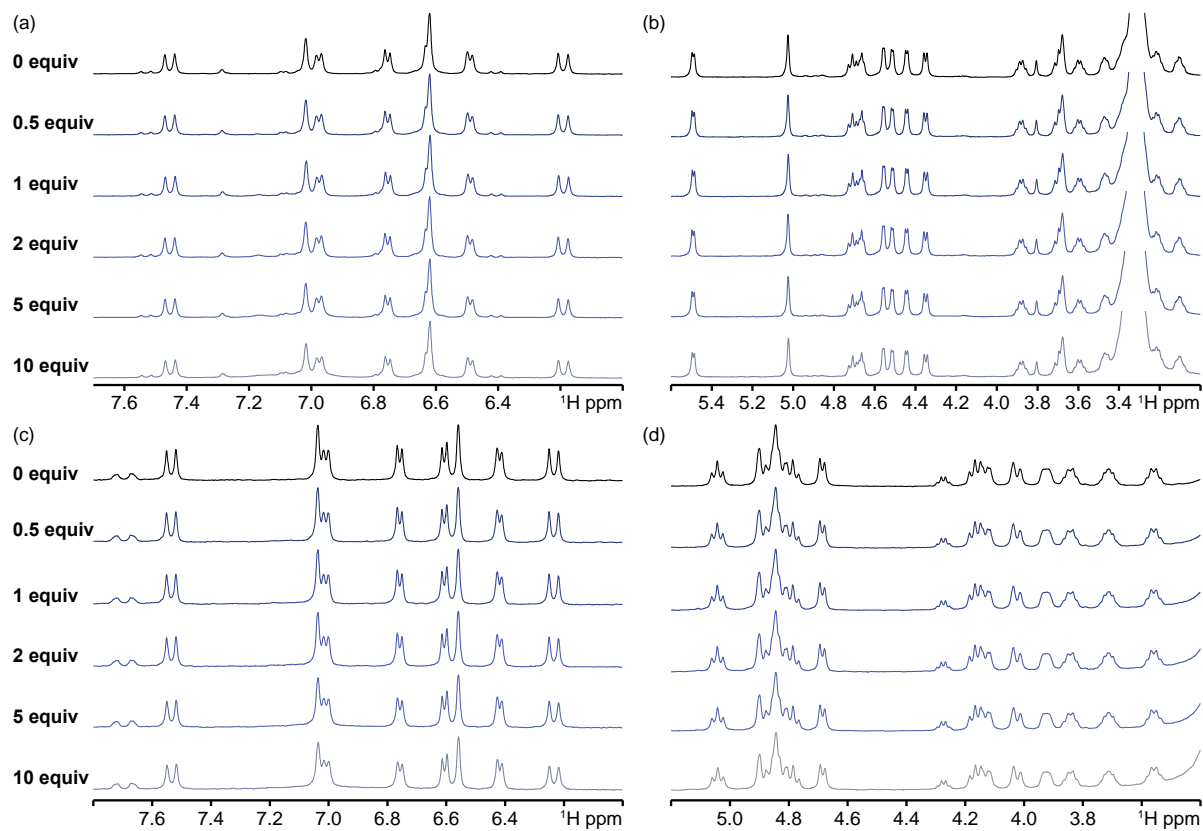 (a)
0 equiv
0.5 equiv
1 equiv
2 equiv
5 equiv
10 equiv
7.6 7.4 7.2 7.0 6.8 6.6 6.4 ¹H ppm
(b)
5.4 5.2 5.0 4.8 4.6 4.4 4.2 4.0 3.8 3.6 3.4 ¹H ppm
(c)
0 equiv
0.5 equiv
1 equiv
2 equiv
5 equiv
10 equiv
7.6 7.4 7.2 7.0 6.8 6.6 6.4 ¹H ppm
(d)
5.0 4.8 4.6 4.4 4.2 4.0 3.8 ¹H ppm